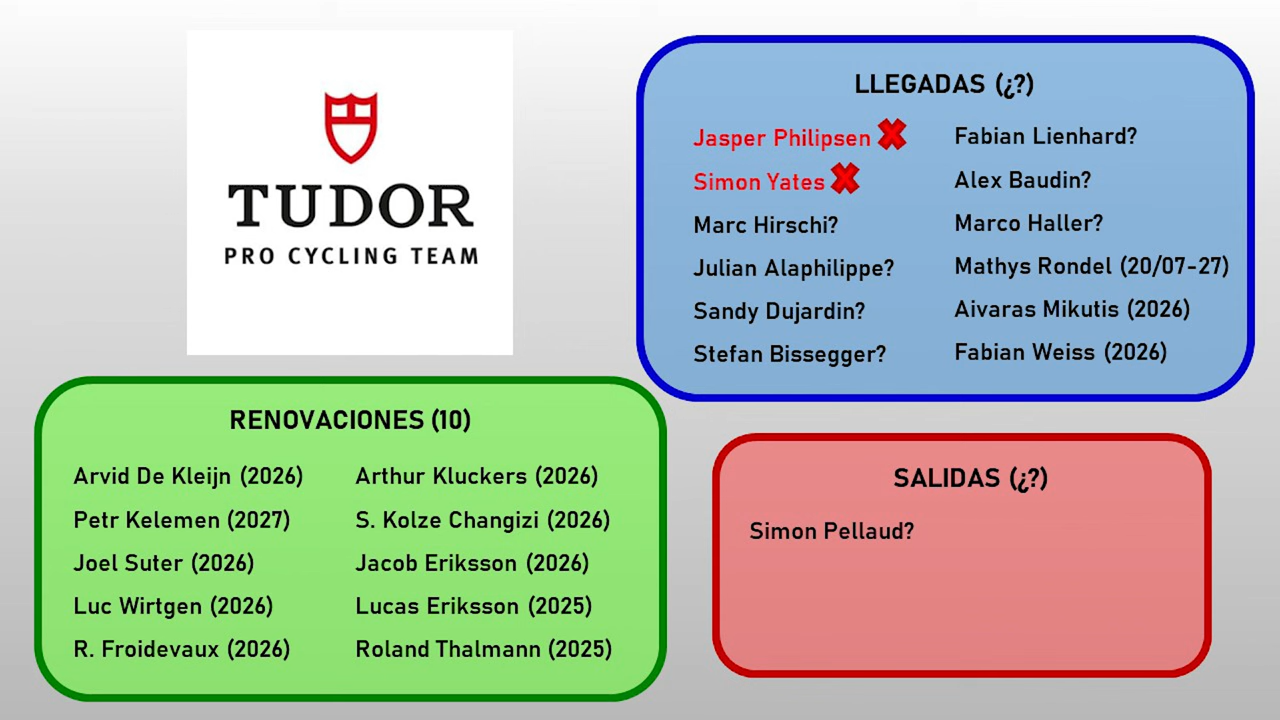 TUDOR
PRO CYCLING TEAM
LLEGADAS (¿?)
Jasper Philipsen
Simon Yates
Marc Hirschi?
Julian Alaphilippe?
Sandy Dujardin?
Stefan Bissegger?
Fabian Lienhard?
Alex Baudin?
Marco Haller?
Mathys Rondel (20/07-27)
Aivaras Mikutis (2026)
Fabian Weiss (2026)
RENOVACIONES (10)
Arvid De Kleijn (2026)
Petr Kelemen (2027)
Joel Suter (2026)
Luc Wirtgen (2026)
R. Froidevaux (2026)
Arthur Kluckers (2026)
S. Kolze Changizi (2026)
Jacob Eriksson (2026)
Lucas Eriksson (2025)
Roland Thalmann (2025)
SALIDAS (¿?)
Simon Pellaud?